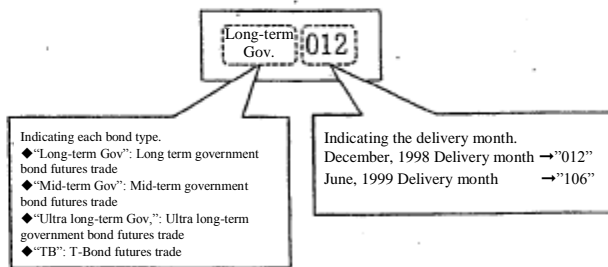 Long-term
Gov.
012
Indicating each bond type.
◆“Long-term Gov”: Long term government
bond futures trade
◆“Mid-term Gov”: Mid-term government
bond futures trade
◆“Ultra long-term Gov,”: Ultra long-term
government bond futures trade
◆“TB”: T-Bond futures trade
Indicating the delivery month.
December, 1998 Delivery month →”012”
June, 1999 Delivery month →”106”